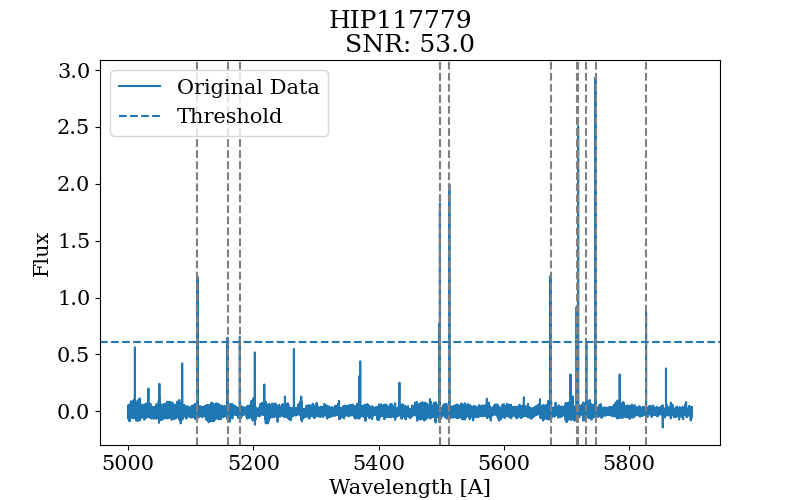 HIP117779
SNR: 53.0
Original Data
Threshold
3.0
2.5
2.0
1.5
1.0
0.5
0.0
Flux
5000 5200 5400 5600 5800
Wavelength [A]